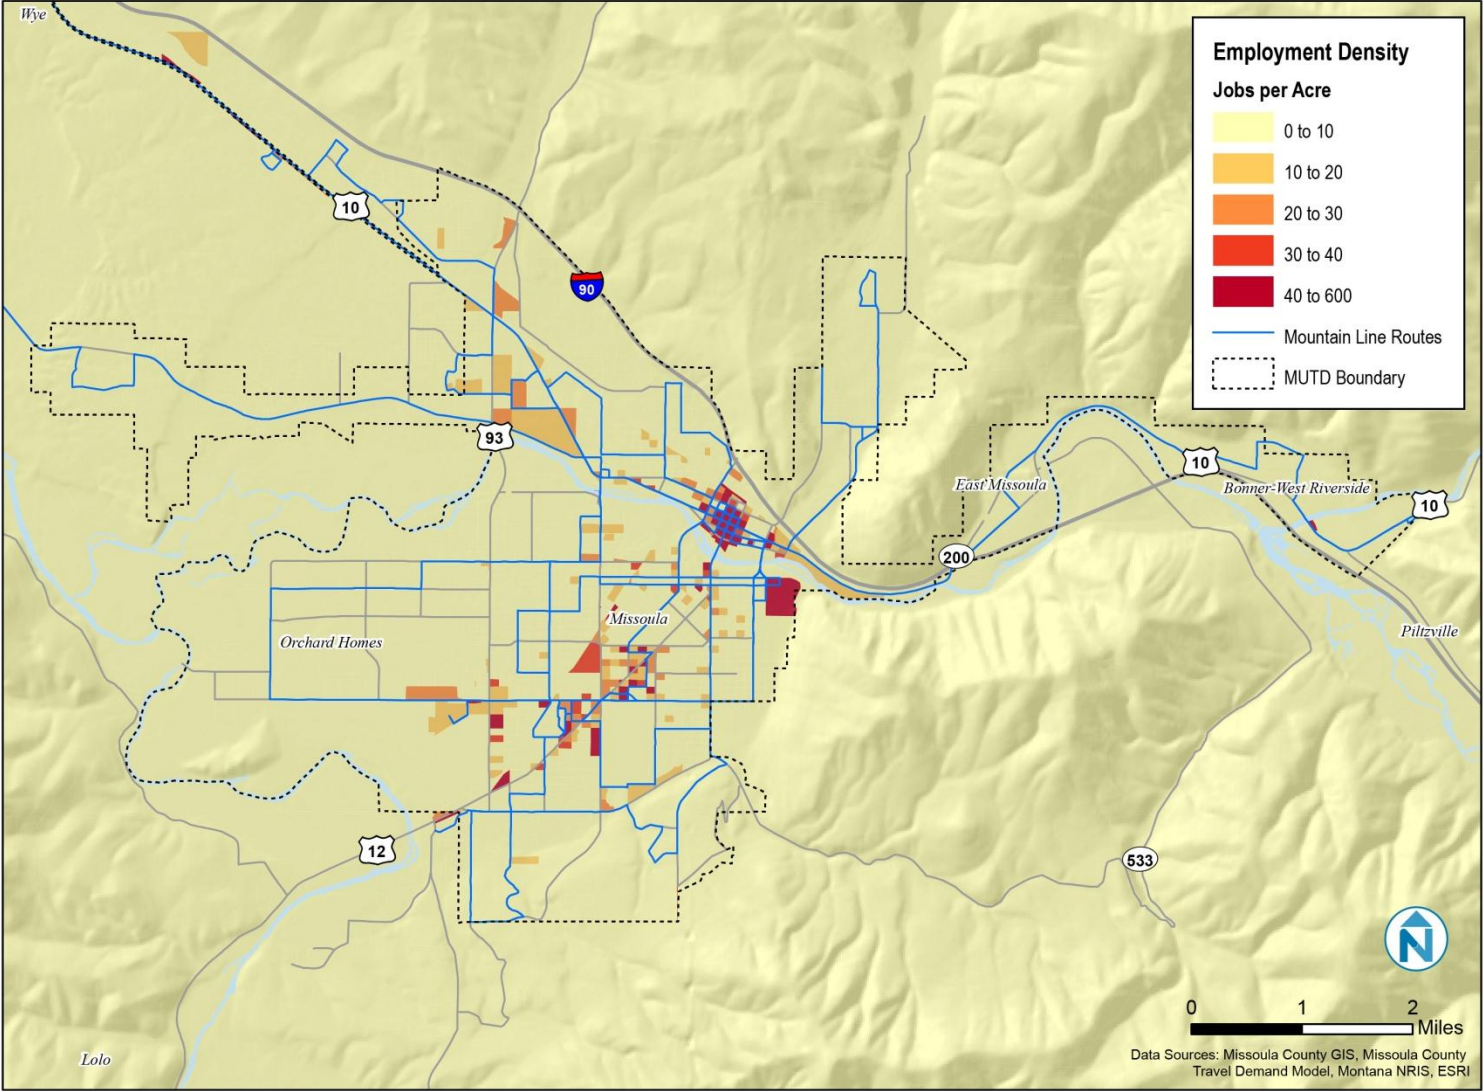 Wye
Employment Density
Jobs per Acre
0 to 10
10 to 20
20 to 30
30 to 40
40 to 600
Mountain Line Routes
MUTD Boundary
10
90
93
10
East Missoula
Bonner-West Riverside
10
200
Missoula
Orchard Homes
Piltzville
12
533
N
0 1 2
Miles
Lolo
Data Sources: Missoula County GIS, Missoula County
Travel Demand Model, Montana NRIS, ESRI